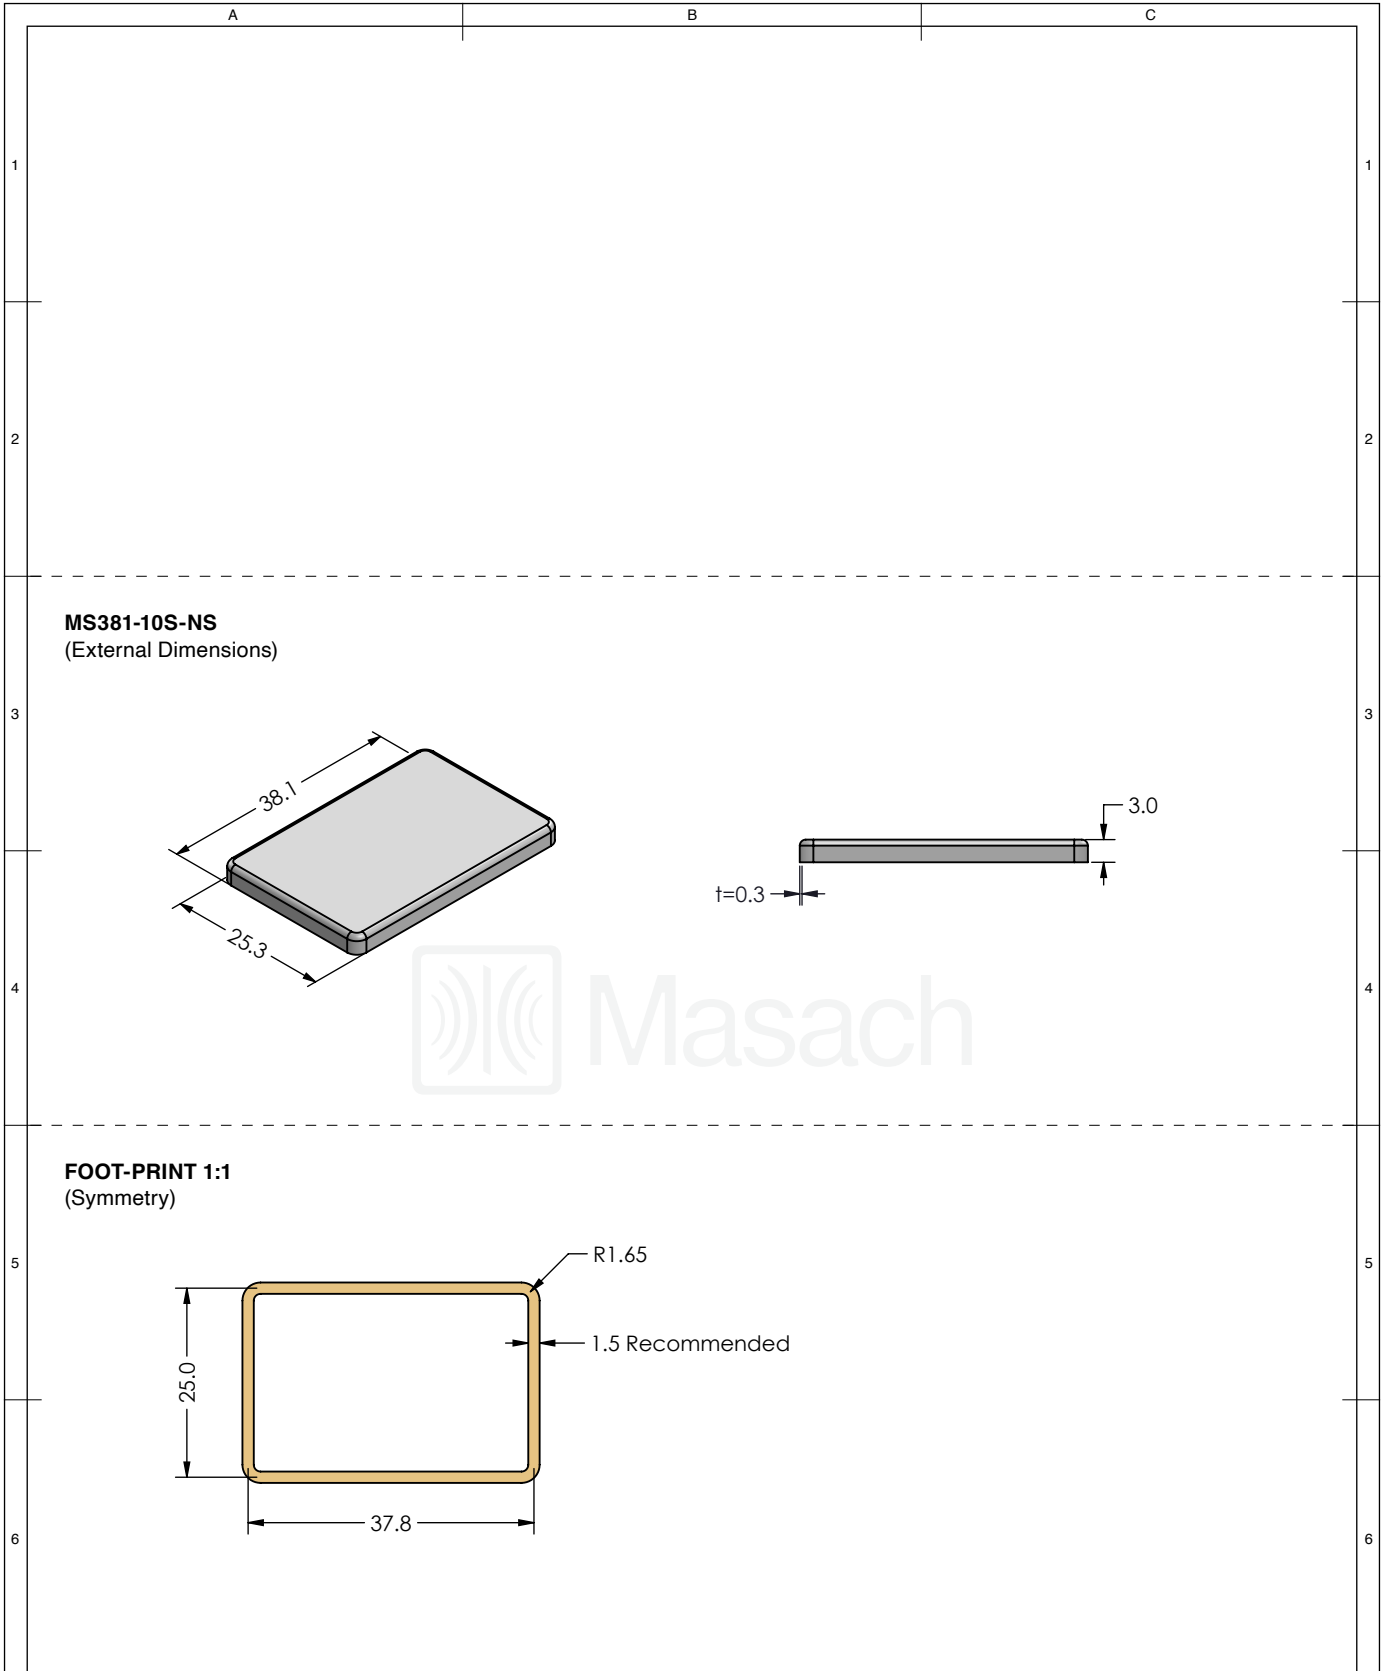 A B C
1 1
2 2
MS381-10S-NS
(External Dimensions)
3 3
38.1
3.0
t=0.3
25.3
4 4
Masach
FOOT-PRINT 1:1
(Symmetry)
5 5
R1.65
1.5 Recommended
25.0
37.8
6 6